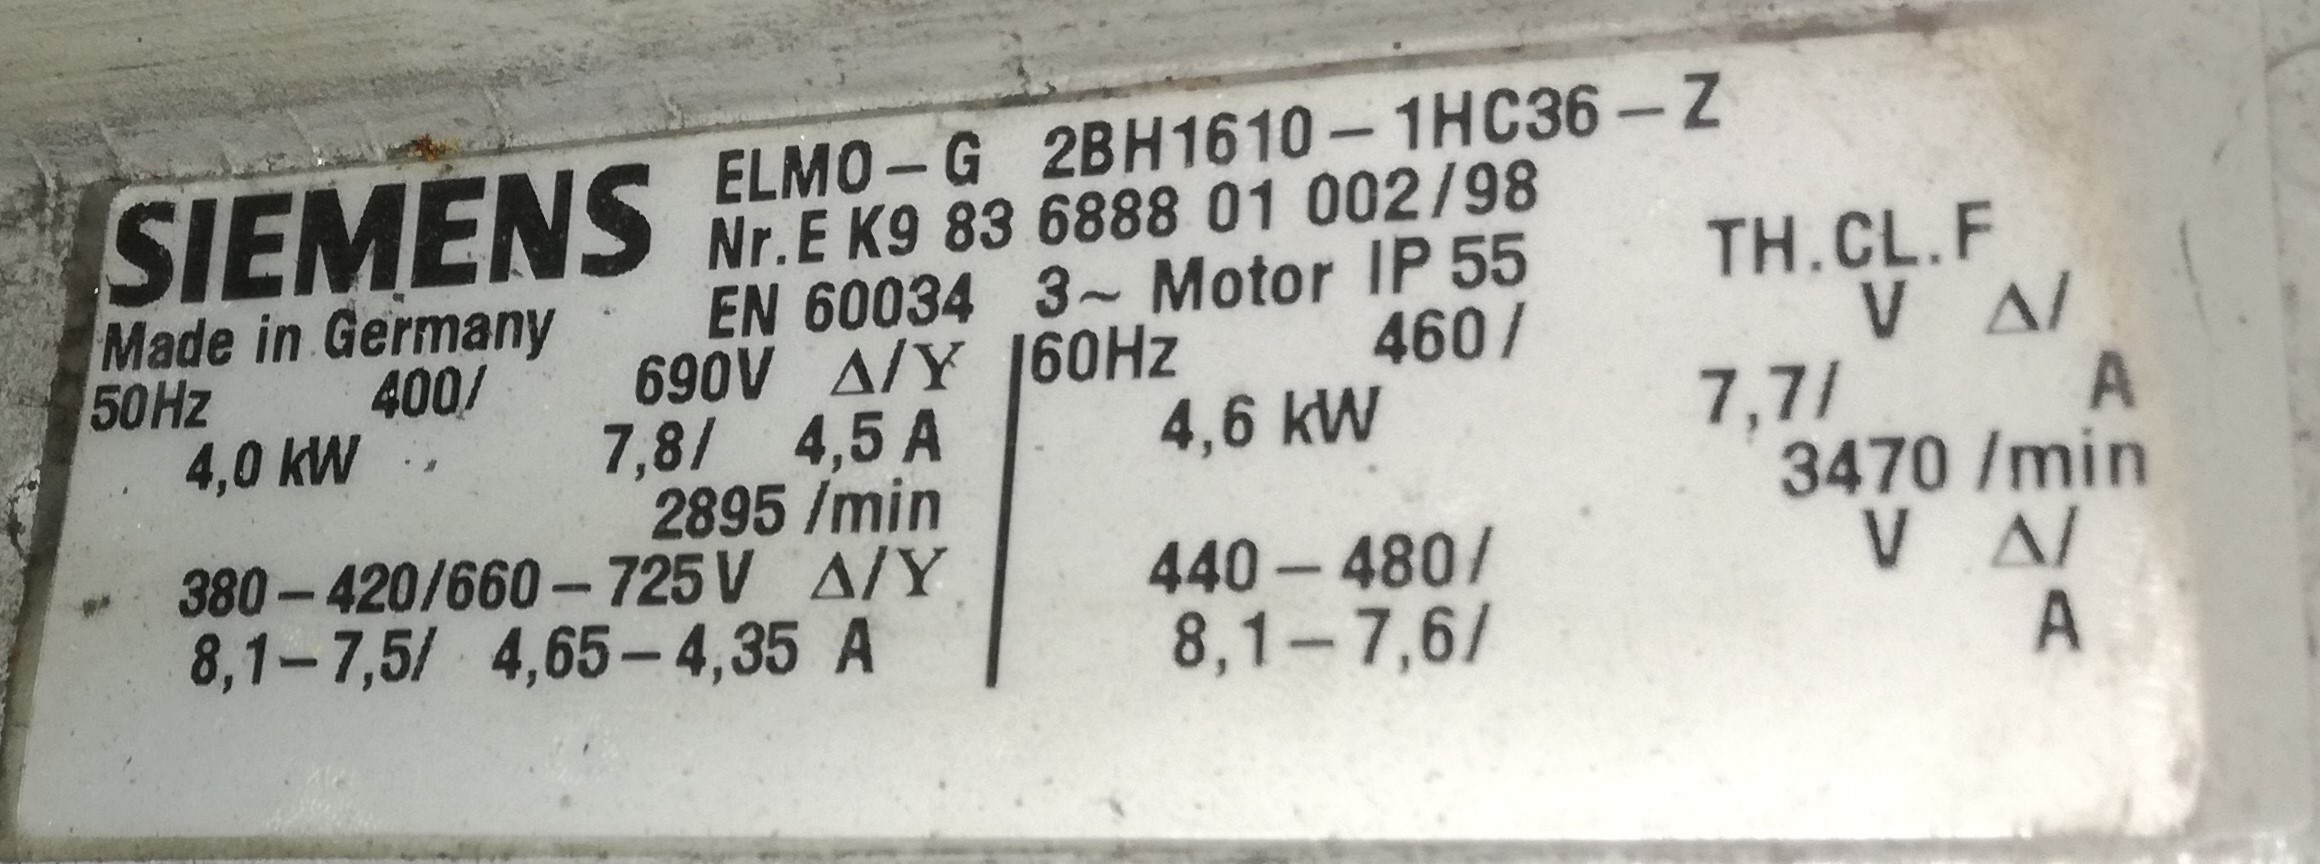 SIEMENS ELMO-G 2BH1610-1HC36-Z
Nr.E K9 83 6888 01 002/98
Made in Germany EN 60034 3~ Motor IP 55 TH.CL.F
50Hz 400/ 690V Δ/Y 60Hz 460/ V Δ/
4,0 kW 7,8/ 4,5 A 4,6 kW 7,7/ A
2895 /min 3470 /min
380-420/660-725V Δ/Y 440-480/ V Δ/
8,1-7,5/ 4,65-4,35 A 8,1-7,6/ A